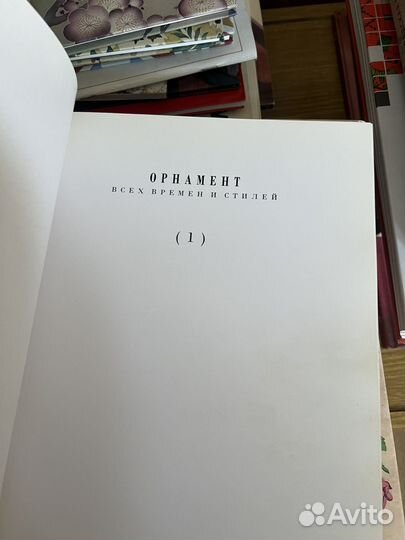 ОРНАМЕНТ
ВСЕХ ВРЕМЕН И СТИЛЕЙ
( 1 )
Avito